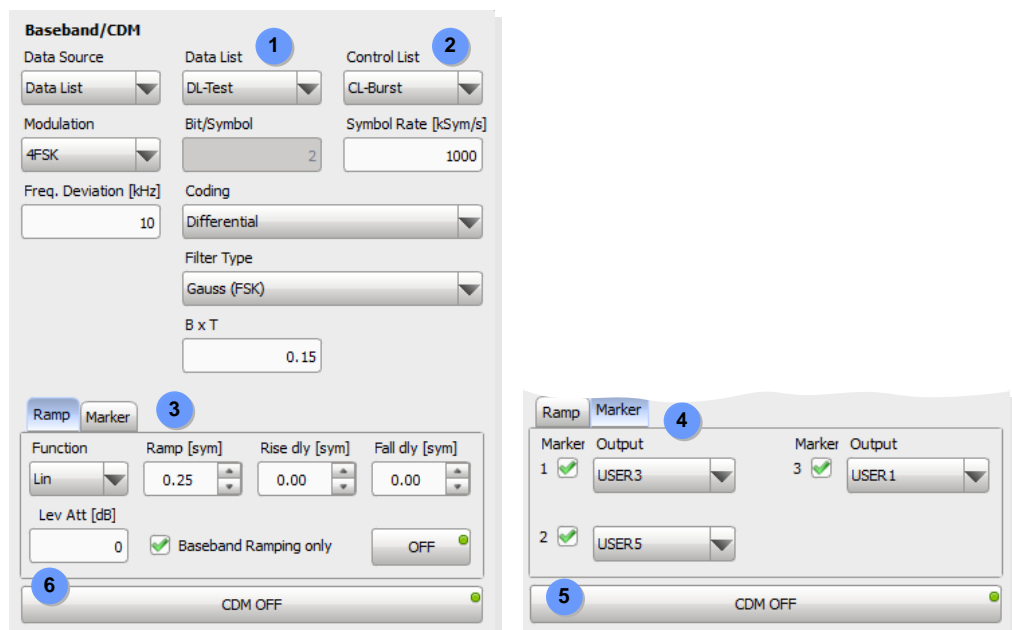 Baseband/CDM
Data Source Data List 1 Control List 2
Data List DL-Test CL-Burst
Modulation Bit/Symbol Symbol Rate [kSym/s]
4FSK 2 1000
Freq. Deviation [kHz] Coding
10 Differential
Filter Type
Gauss (FSK)
B x T
0.15
Ramp Marker 3
Function Ramp [sym] Rise dly [sym] Fall dly [sym]
Lin 0.25 0.00 0.00
Lev Att [dB]
0 Baseband Ramping only OFF
6 CDM OFF
Ramp Marker 4
Marker Output Marker Output
1 USER3 3 USER1
2 USER5
5 CDM OFF